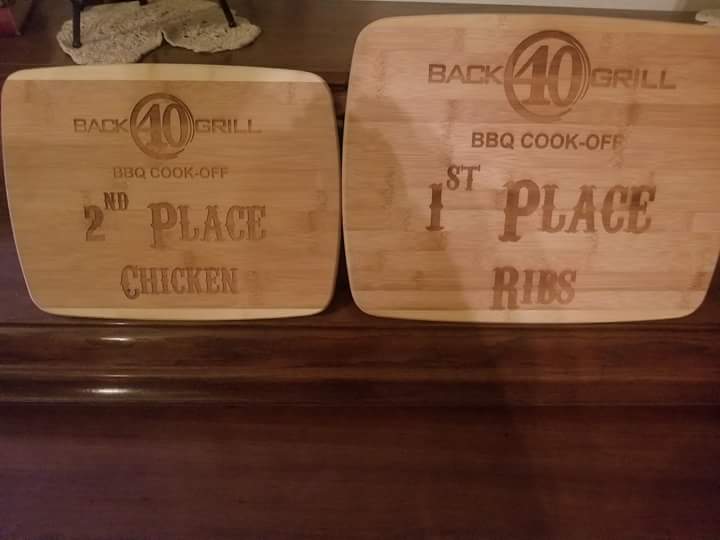 BACK 40 GRILL
BBQ COOK-OFF
2ND PLACE
CHICKEN
BACK 40 GRILL
BBQ COOK-OFF
1ST PLACE
RIBS